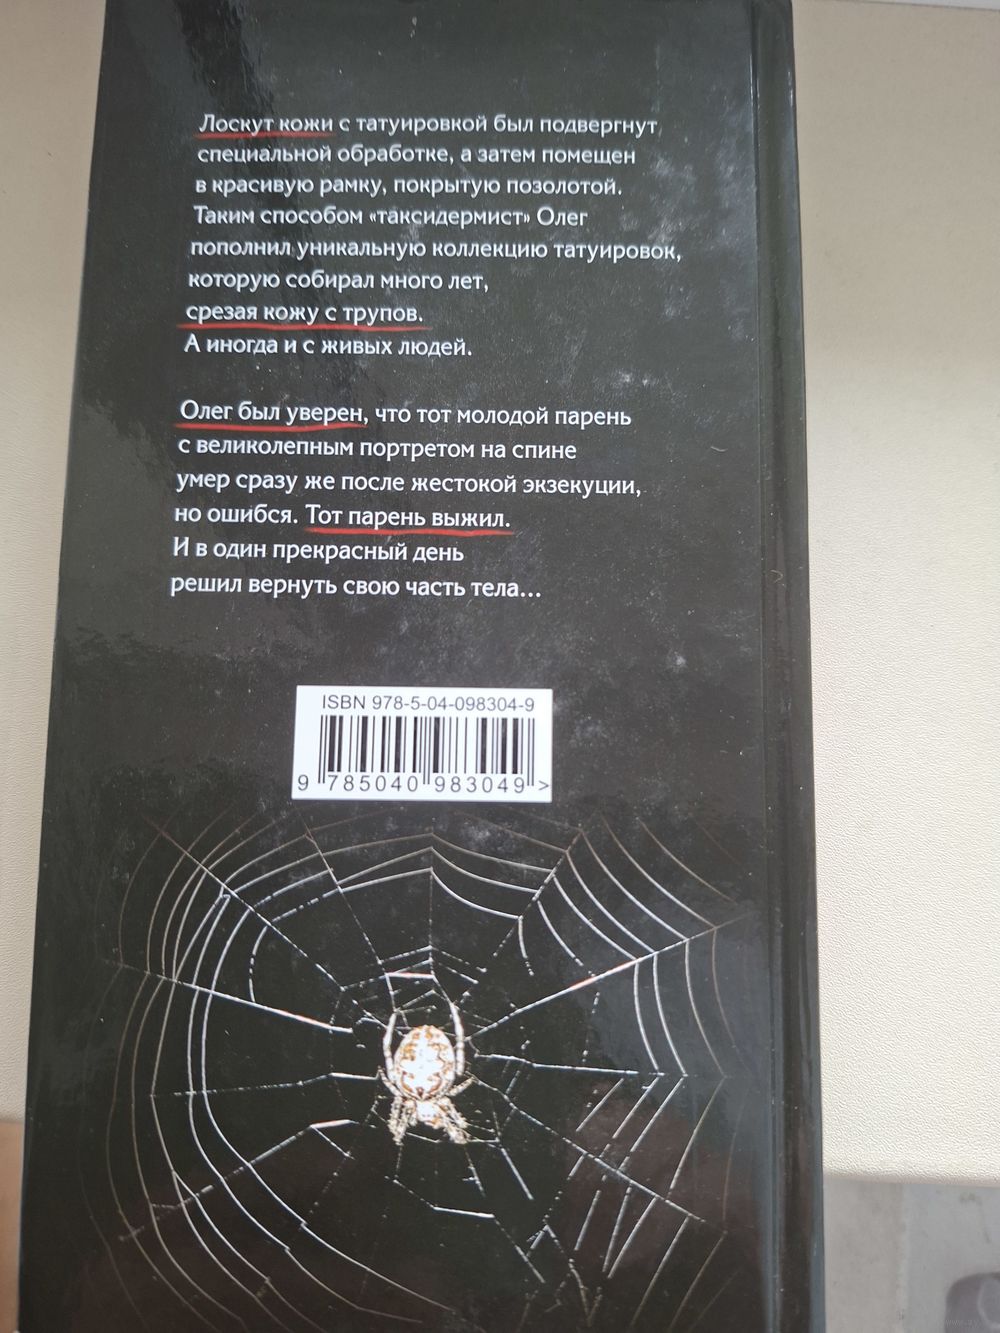 Лоскут кожи с татуировкой был подвергнут
специальной обработке, а затем помещен
в красивую рамку, покрытую позолотой.
Таким способом «таксидермист» Олег
пополнил уникальную коллекцию татуировок,
которую собирал много лет,
срезая кожу с трупов.
А иногда и с живых людей.
Олег был уверен, что тот молодой парень
с великолепным портретом на спине
умер сразу же после жестокой экзекуции,
но ошибся. Тот парень выжил.
И в один прекрасный день
решил вернуть свою часть тела...
ISBN 978-5-04-098304-9
9 785040 983049 >